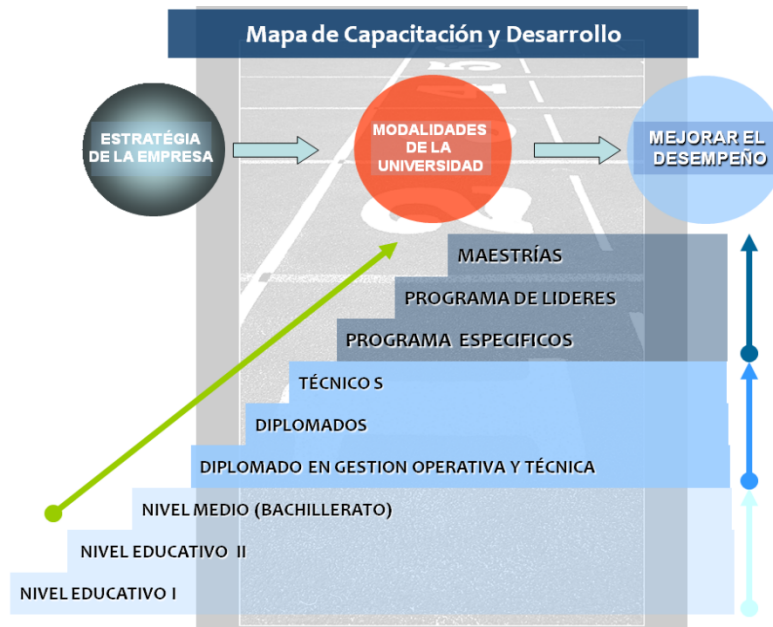 Mapa de Capacitación y Desarrollo
ESTRATÉGIA
DE LA EMPRESA
MODALIDADES
DE LA
UNIVERSIDAD
MEJORAR EL
DESEMPEÑO
MAESTRÍAS
PROGRAMA DE LIDERES
PROGRAMA ESPECIFICOS
TÉCNICO S
DIPLOMADOS
DIPLOMADO EN GESTION OPERATIVA Y TÉCNICA
NIVEL MEDIO (BACHILLERATO)
NIVEL EDUCATIVO II
NIVEL EDUCATIVO I